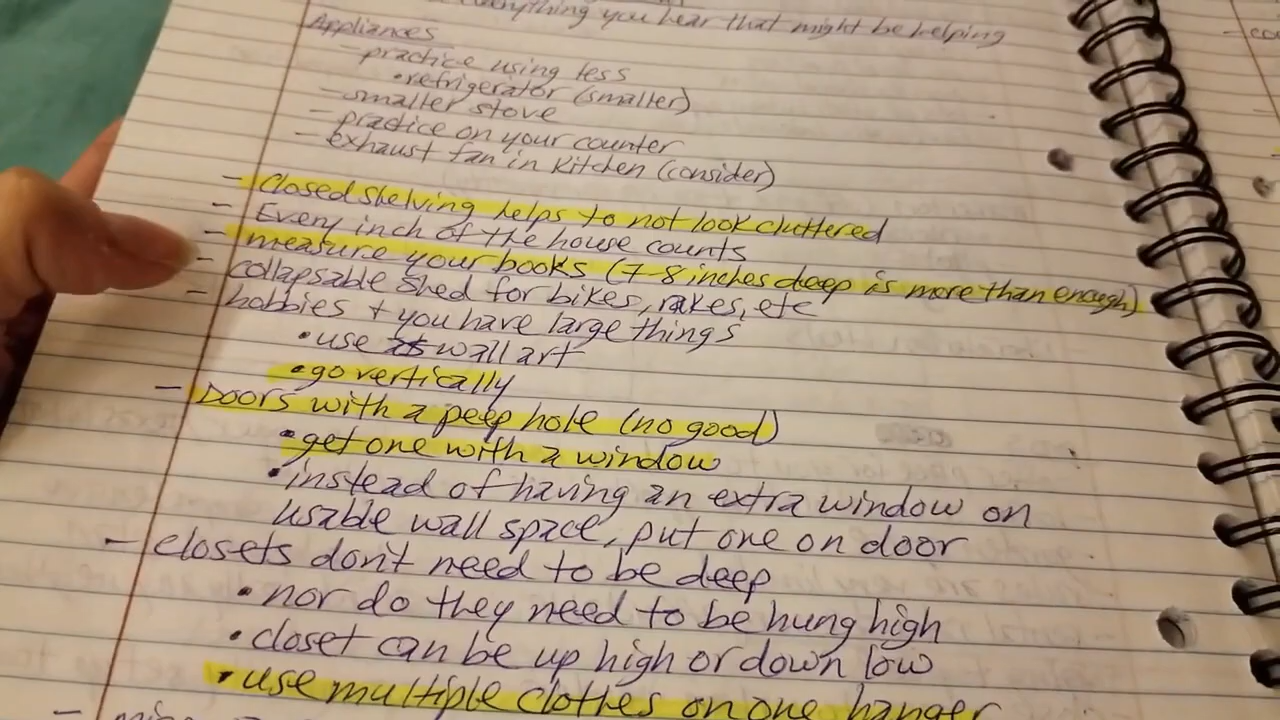 everything you hear that might be helping
Appliances
- practice using less
• refrigerator (smaller)
- smaller stove
- practice on your counter
- exhaust fan in kitchen (consider)
- Closed shelving helps to not look cluttered
- Every inch of the house counts
- measure your books (7-8 inches deep is more than enough)
- collapsable shed for bikes, rakes, etc
- hobbies + you have large things
• use as wall art
• go vertically
- Doors with a peep hole (no good)
• get one with a window
• instead of having an extra window on
usable wall space, put one on door
- closets don't need to be deep
• nor do they need to be hung high
• closet can be up high or down low
• use multiple clothes on one hanger